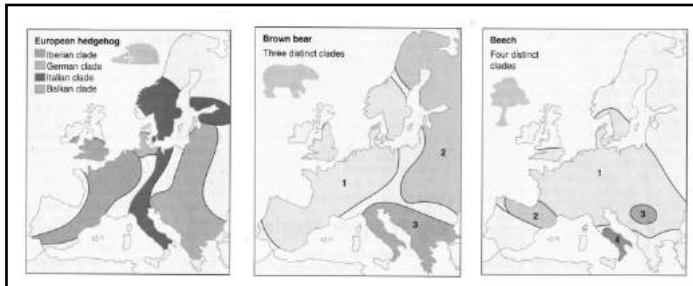 European hedgehog
Iberian clade
German clade
Italian clade
Balkan clade
Brown bear
Three distinct clades
1
2
3
Beech
Four distinct
clades
1
2
3
4